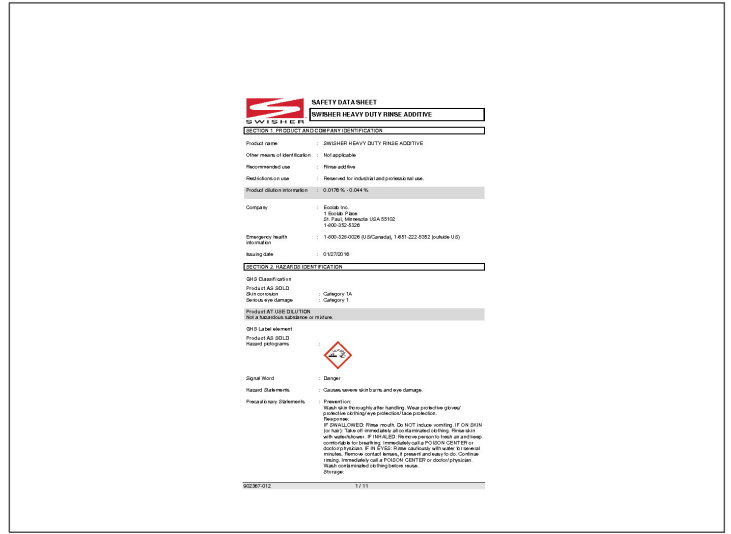 SWISHER
SAFETY DATA SHEET
SWISHER HEAVY DUTY RINSE ADDITIVE
SECTION 1. PRODUCT AND COMPANY IDENTIFICATION
Product name : SWISHER HEAVY DUTY RINSE ADDITIVE
Other means of identification : Not applicable
Recommended use : Rinse additive
Restrictions on use : Reserved for industrial and professional use.
Product dilution information : 0.0176 % - 0.044 %
Company : Ecolab Inc.
1 Ecolab Place
St. Paul, Minnesota USA 55102
1-800-352-5326
Emergency health : 1-800-328-0026 (US/Canada), 1-651-222-5352 (outside US)
information
Issuing date : 01/27/2016
SECTION 2. HAZARDS IDENTIFICATION
GHS Classification
Product AS SOLD
Skin corrosion : Category 1A
Serious eye damage : Category 1
Product AT USE DILUTION
Not a hazardous substance or mixture.
GHS Label element
Product AS SOLD
Hazard pictograms :
Signal Word : Danger
Hazard Statements : Causes severe skin burns and eye damage.
Precautionary Statements : Prevention:
Wash skin thoroughly after handling. Wear protective gloves/
protective clothing/ eye protection/ face protection.
Response:
IF SWALLOWED: Rinse mouth. Do NOT induce vomiting. IF ON SKIN
(or hair): Take off immediately all contaminated clothing. Rinse skin
with water/shower. IF INHALED: Remove person to fresh air and keep
comfortable for breathing. Immediately call a POISON CENTER or
doctor/ physician. IF IN EYES: Rinse cautiously with water for several
minutes. Remove contact lenses, if present and easy to do. Continue
rinsing. Immediately call a POISON CENTER or doctor/ physician.
Wash contaminated clothing before reuse.
Storage:
902367-012 1 / 11